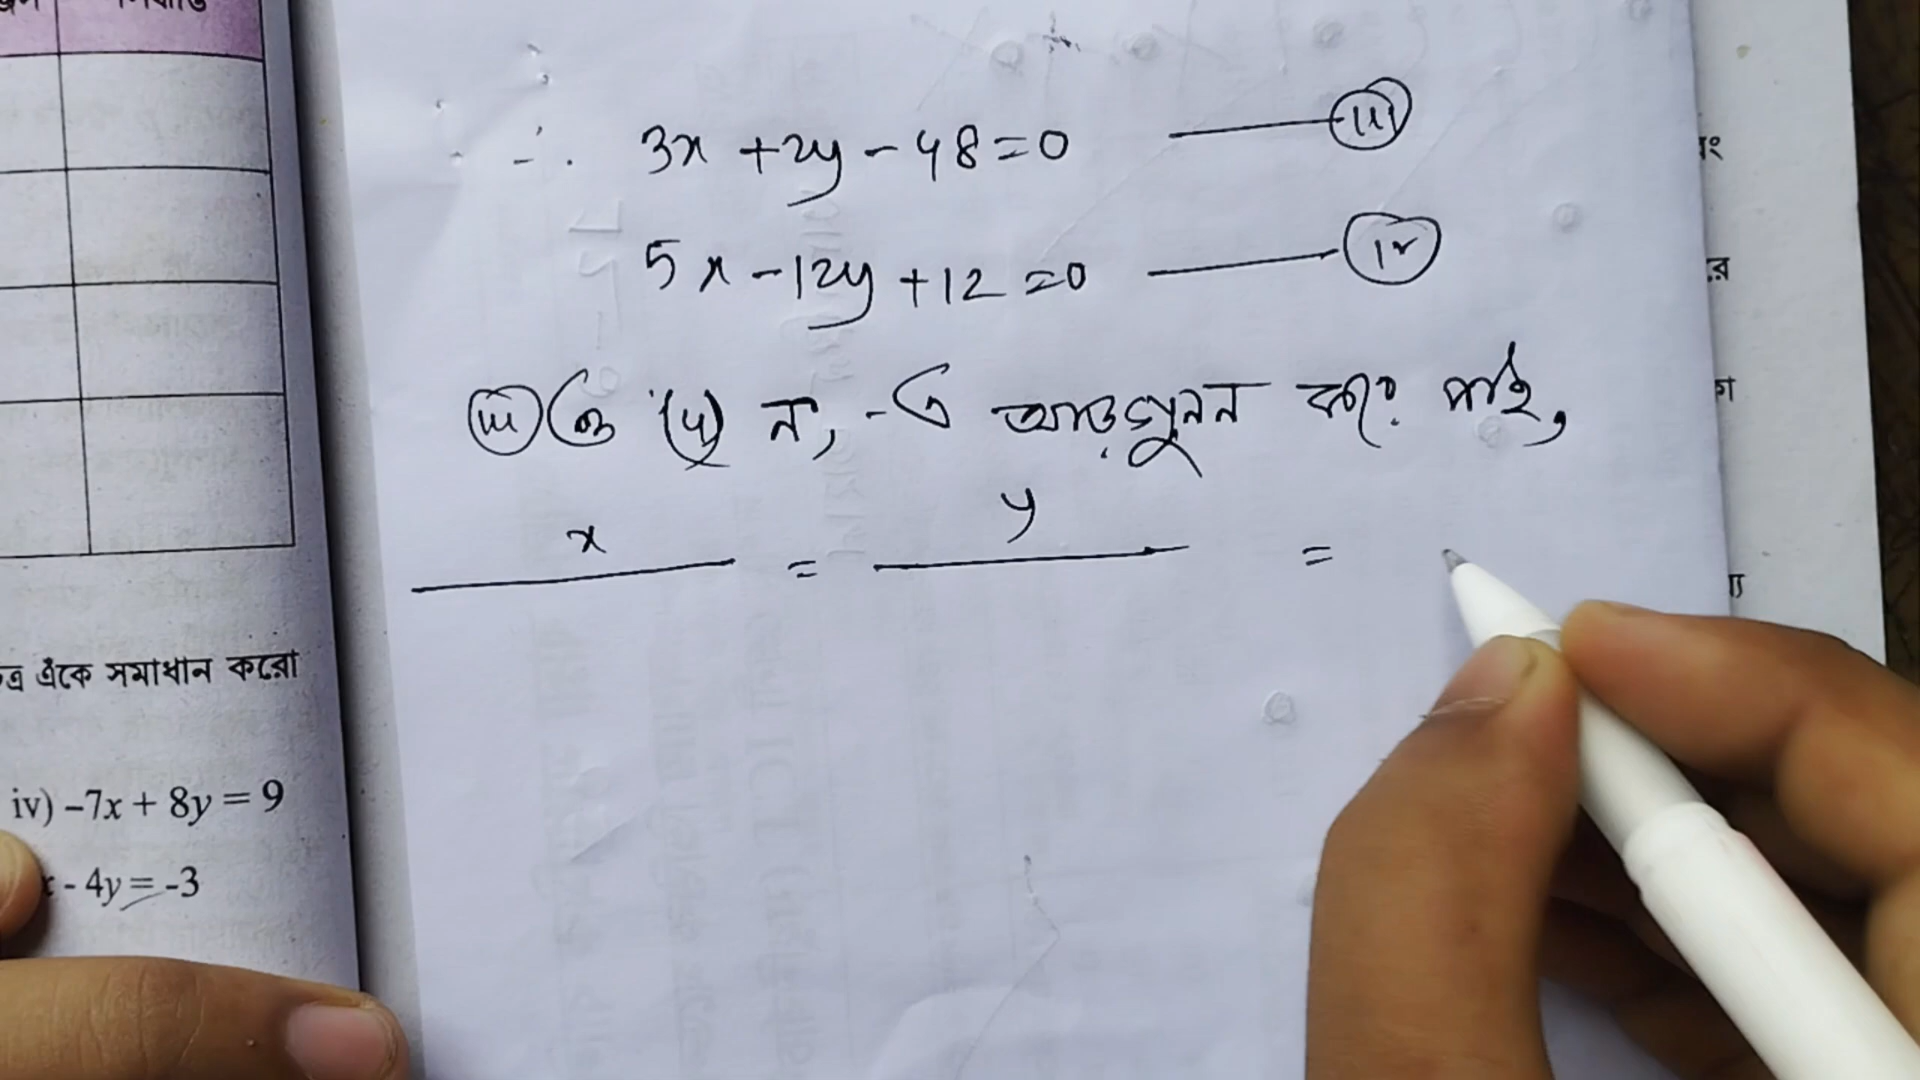 ∴ 3x + 2y - 48 = 0 (iii)
5x - 12y + 12 = 0 (iv)
(iii) ও (iv) নং -এ আড়গুনন করে পাই,
x = y =
ত্র এঁকে সমাধান করো
iv) –7x + 8y = 9
x - 4y = -3